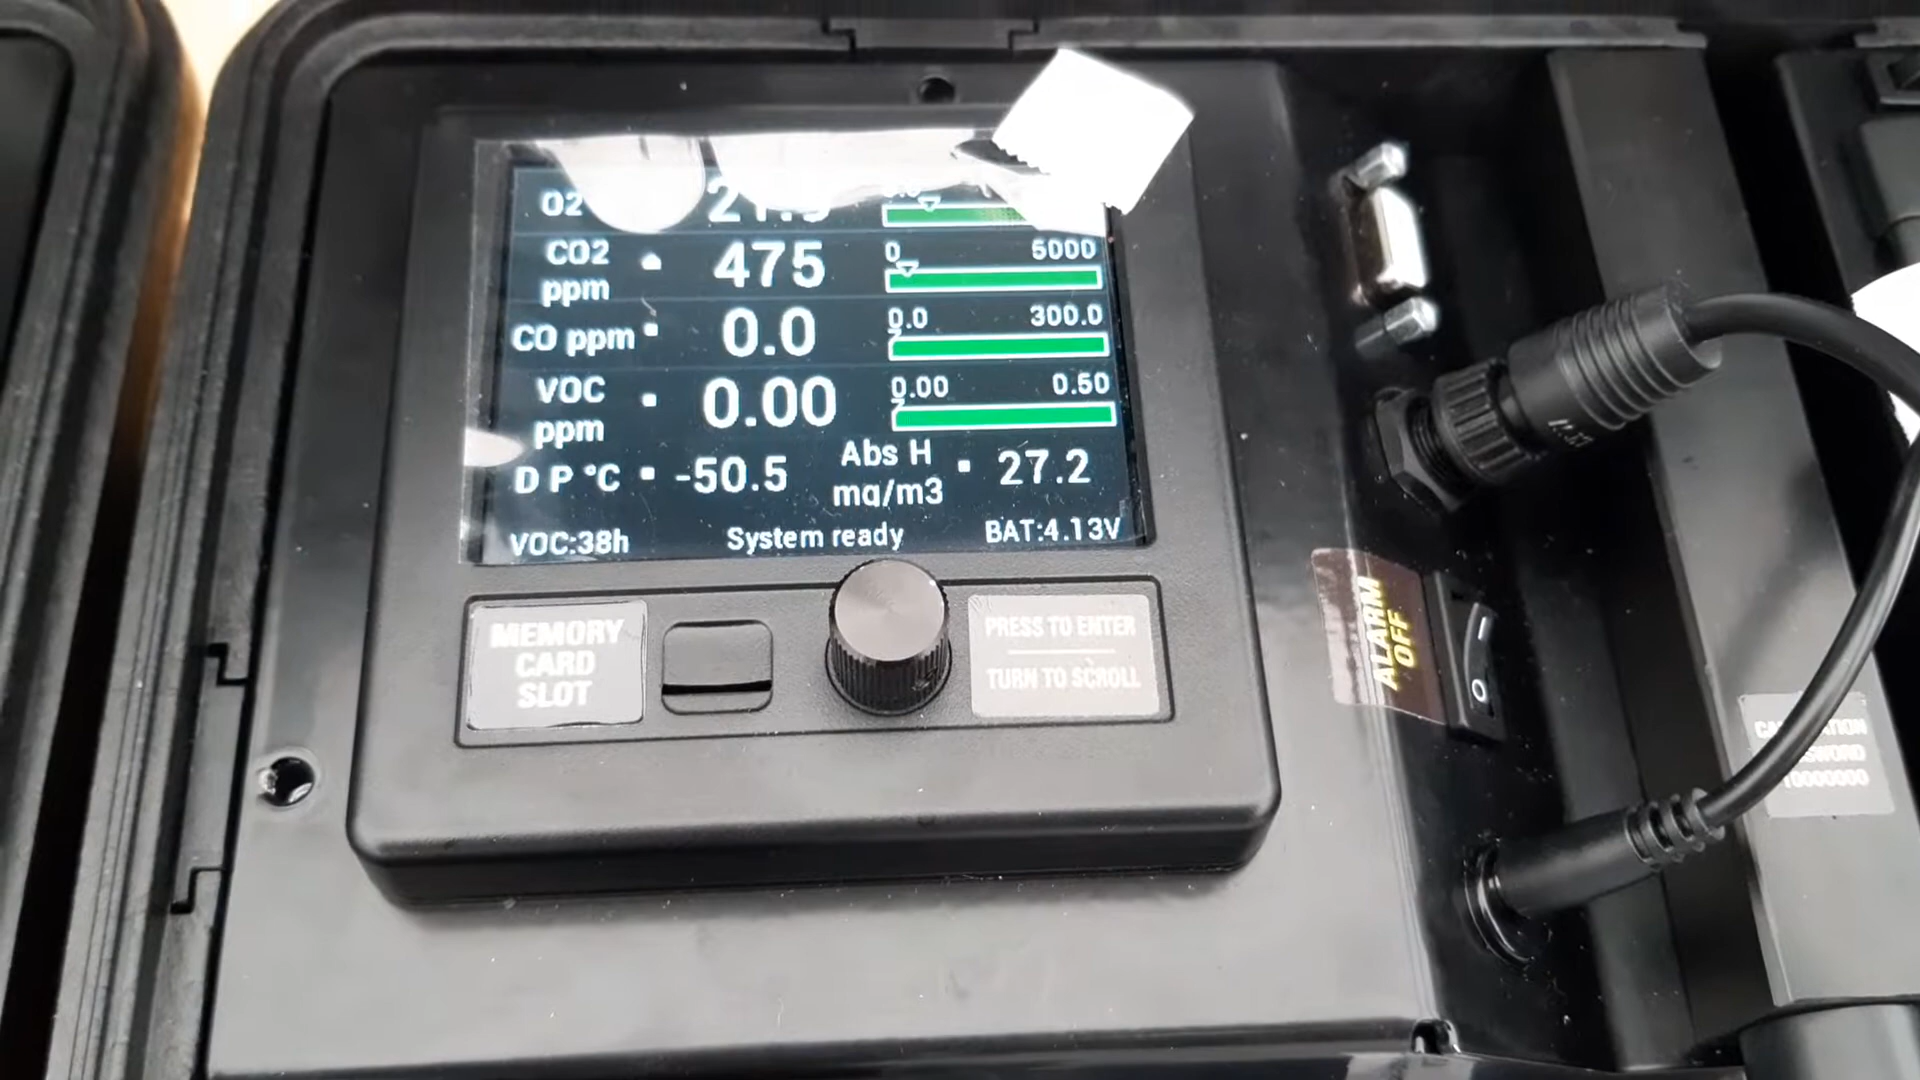 O2
CO2 ppm 475 0 5000
CO ppm 0.0 0.0 300.0
VOC ppm 0.00 0.00 0.50
D P °C -50.5 Abs H mg/m3 27.2
VOC:38h System ready BAT:4.13V
MEMORY
CARD
SLOT
PRESS TO ENTER
TURN TO SCROLL
ALARM
OFF
10000000